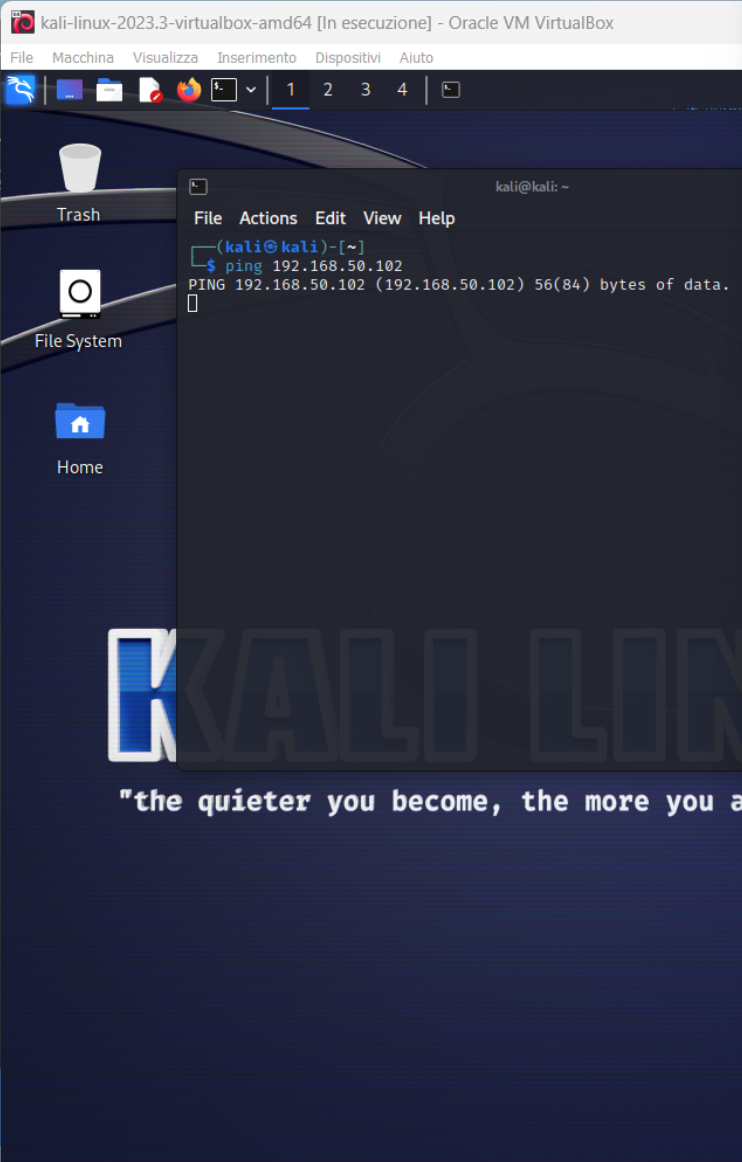 kali-linux-2023.3-virtualbox-amd64 [In esecuzione] - Oracle VM VirtualBox
File Macchina Visualizza Inserimento Dispositivi Aiuto
1 2 3 4
Trash
File System
Home
kali@kali: ~
File Actions Edit View Help
┌──(kali㉿kali)-[~]
└─$ ping 192.168.50.102
PING 192.168.50.102 (192.168.50.102) 56(84) bytes of data.
KALI LIN
"the quieter you become, the more you a